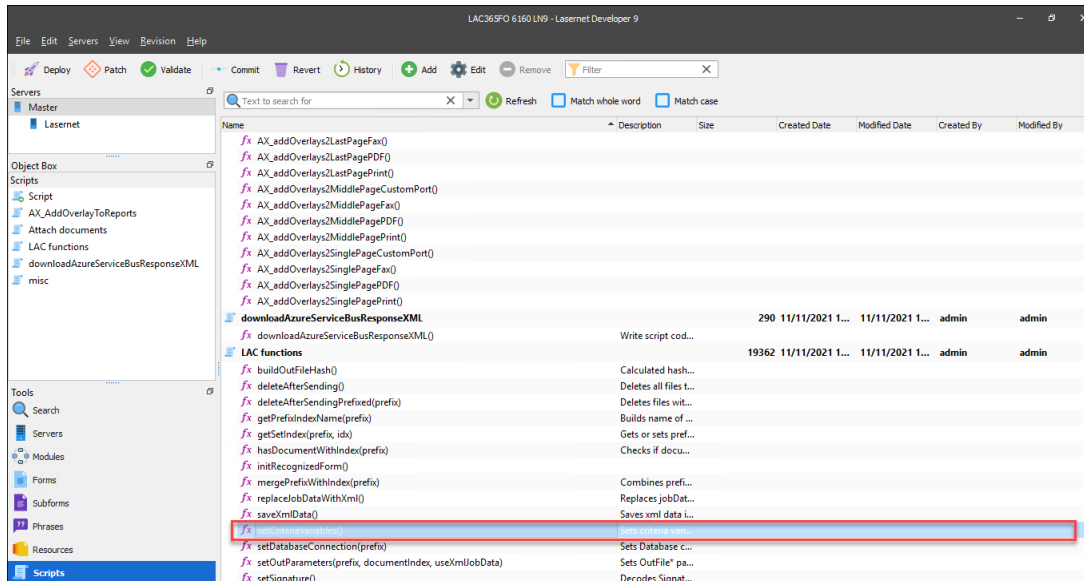 LAC365FO 6160 LN9 - Lasernet Developer 9
File Edit Servers View Revision Help
Deploy Patch Validate Commit Revert History Add Edit Remove Filter
Servers
Master
Lasernet
Text to search for Refresh Match whole word Match case
Name Description Size Created Date Modified Date Created By Modified By
Object Box
Scripts
Script
AX_AddOverlayToReports
Attach documents
LAC functions
downloadAzureServiceBusResponseXML
misc
fx AX_addOverlays2LastPageFax()
fx AX_addOverlays2LastPagePDF()
fx AX_addOverlays2LastPagePrint()
fx AX_addOverlays2MiddlePageCustomPort()
fx AX_addOverlays2MiddlePageFax()
fx AX_addOverlays2MiddlePagePDF()
fx AX_addOverlays2MiddlePagePrint()
fx AX_addOverlays2SinglePageCustomPort()
fx AX_addOverlays2SinglePageFax()
fx AX_addOverlays2SinglePagePDF()
fx AX_addOverlays2SinglePagePrint()
downloadAzureServiceBusResponseXML 290 11/11/2021 1... 11/11/2021 1... admin admin
fx downloadAzureServiceBusResponseXML() Write script cod...
LAC functions 19362 11/11/2021 1... 11/11/2021 1... admin admin
fx buildOutFileHash() Calculated hash...
fx deleteAfterSending() Deletes all files t...
fx deleteAfterSendingPrefixed(prefix) Deletes files wit...
fx getPrefixIndexName(prefix) Builds name of ...
fx getSetIndex(prefix, idx) Gets or sets pref...
fx hasDocumentWithIndex(prefix) Checks if docu...
fx initRecognizedForm()
fx mergePrefixWithIndex(prefix) Combines prefi...
fx replaceJobDataWithXml() Replaces jobDat...
fx saveXmlData() Saves xml data i...
fx setCriteriaVariables() Sets criteria vari...
fx setDatabaseConnection(prefix) Sets Database c...
fx setOutParameters(prefix, documentIndex, useXmlJobData) Sets OutFile* pa...
fx setSignature() Decodes Signat...
Tools
Search
Servers
Modules
Forms
Subforms
Phrases
Resources
Scripts